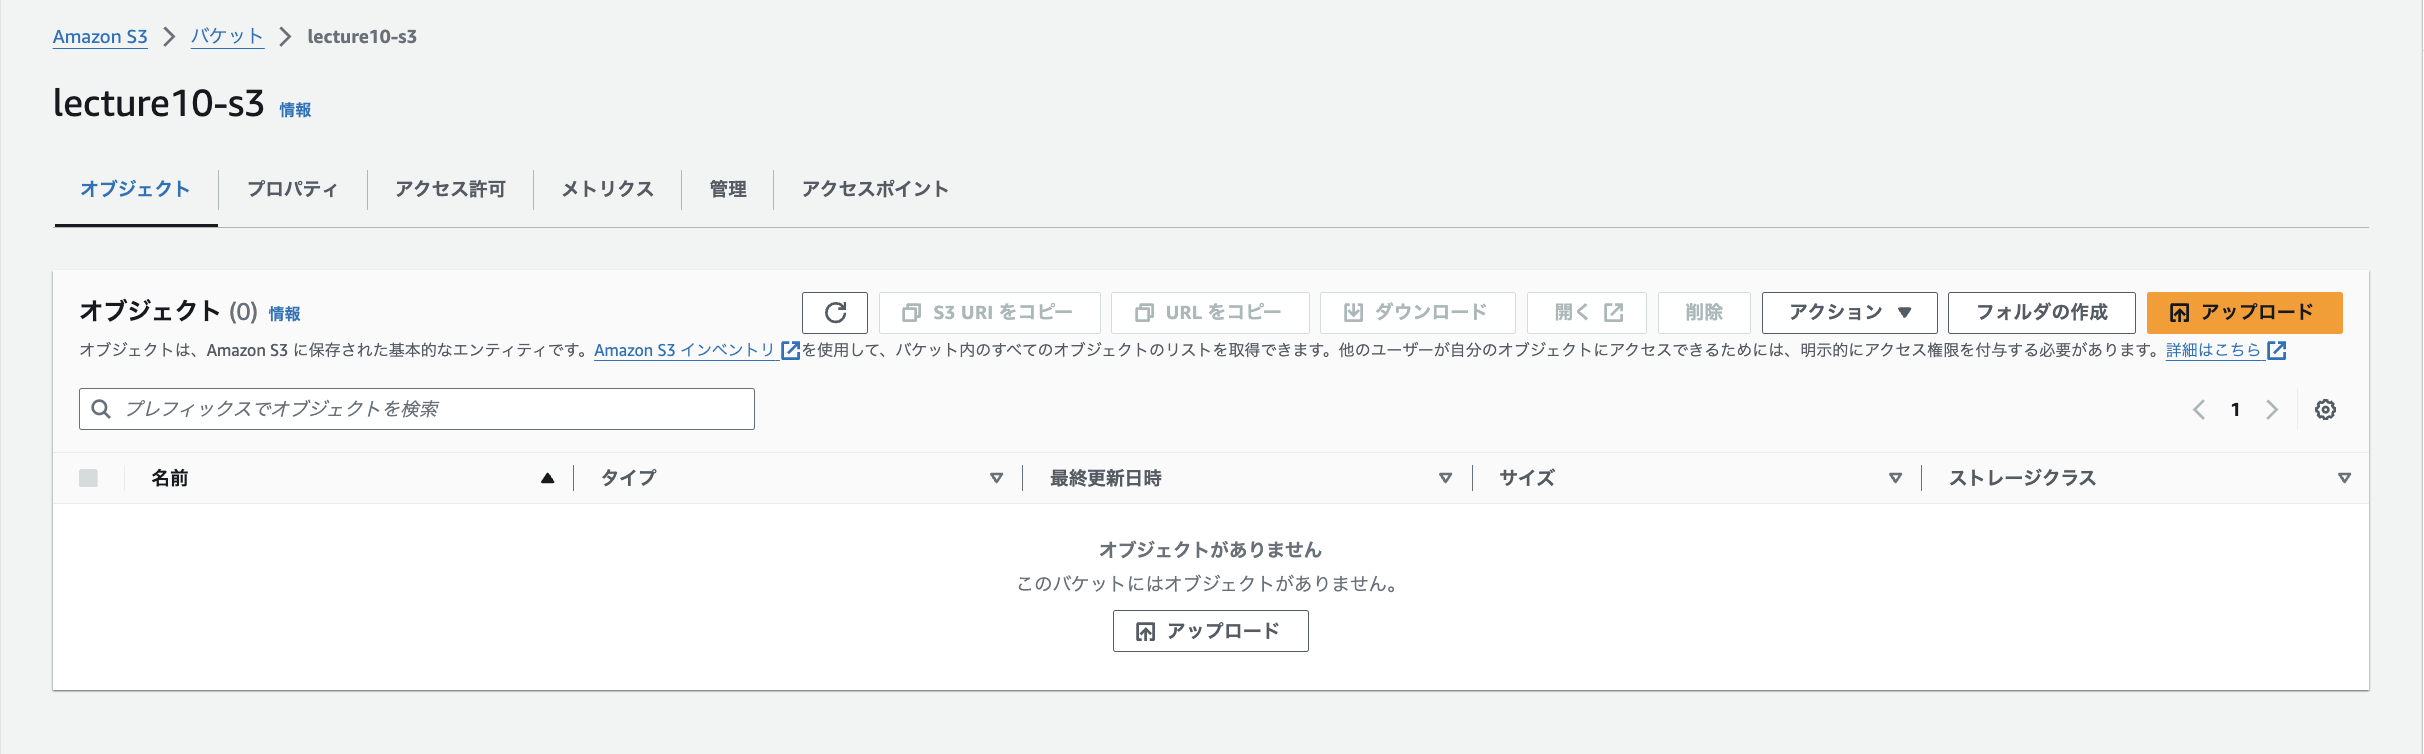 Amazon S3 > バケット > lecture10-s3
lecture10-s3 情報
オブジェクト プロパティ アクセス許可 メトリクス 管理 アクセスポイント
オブジェクト (0) 情報
S3 URI をコピー URL をコピー ダウンロード 開く 削除 アクション フォルダの作成 アップロード
オブジェクトは、Amazon S3 に保存された基本的なエンティティです。Amazon S3 インベントリ を使用して、バケット内のすべてのオブジェクトのリストを取得できます。他のユーザーが自分のオブジェクトにアクセスできるためには、明示的にアクセス権限を付与する必要があります。詳細はこちら
プレフィックスでオブジェクトを検索 1
名前 タイプ 最終更新日時 サイズ ストレージクラス
オブジェクトがありません
このバケットにはオブジェクトがありません。
アップロード